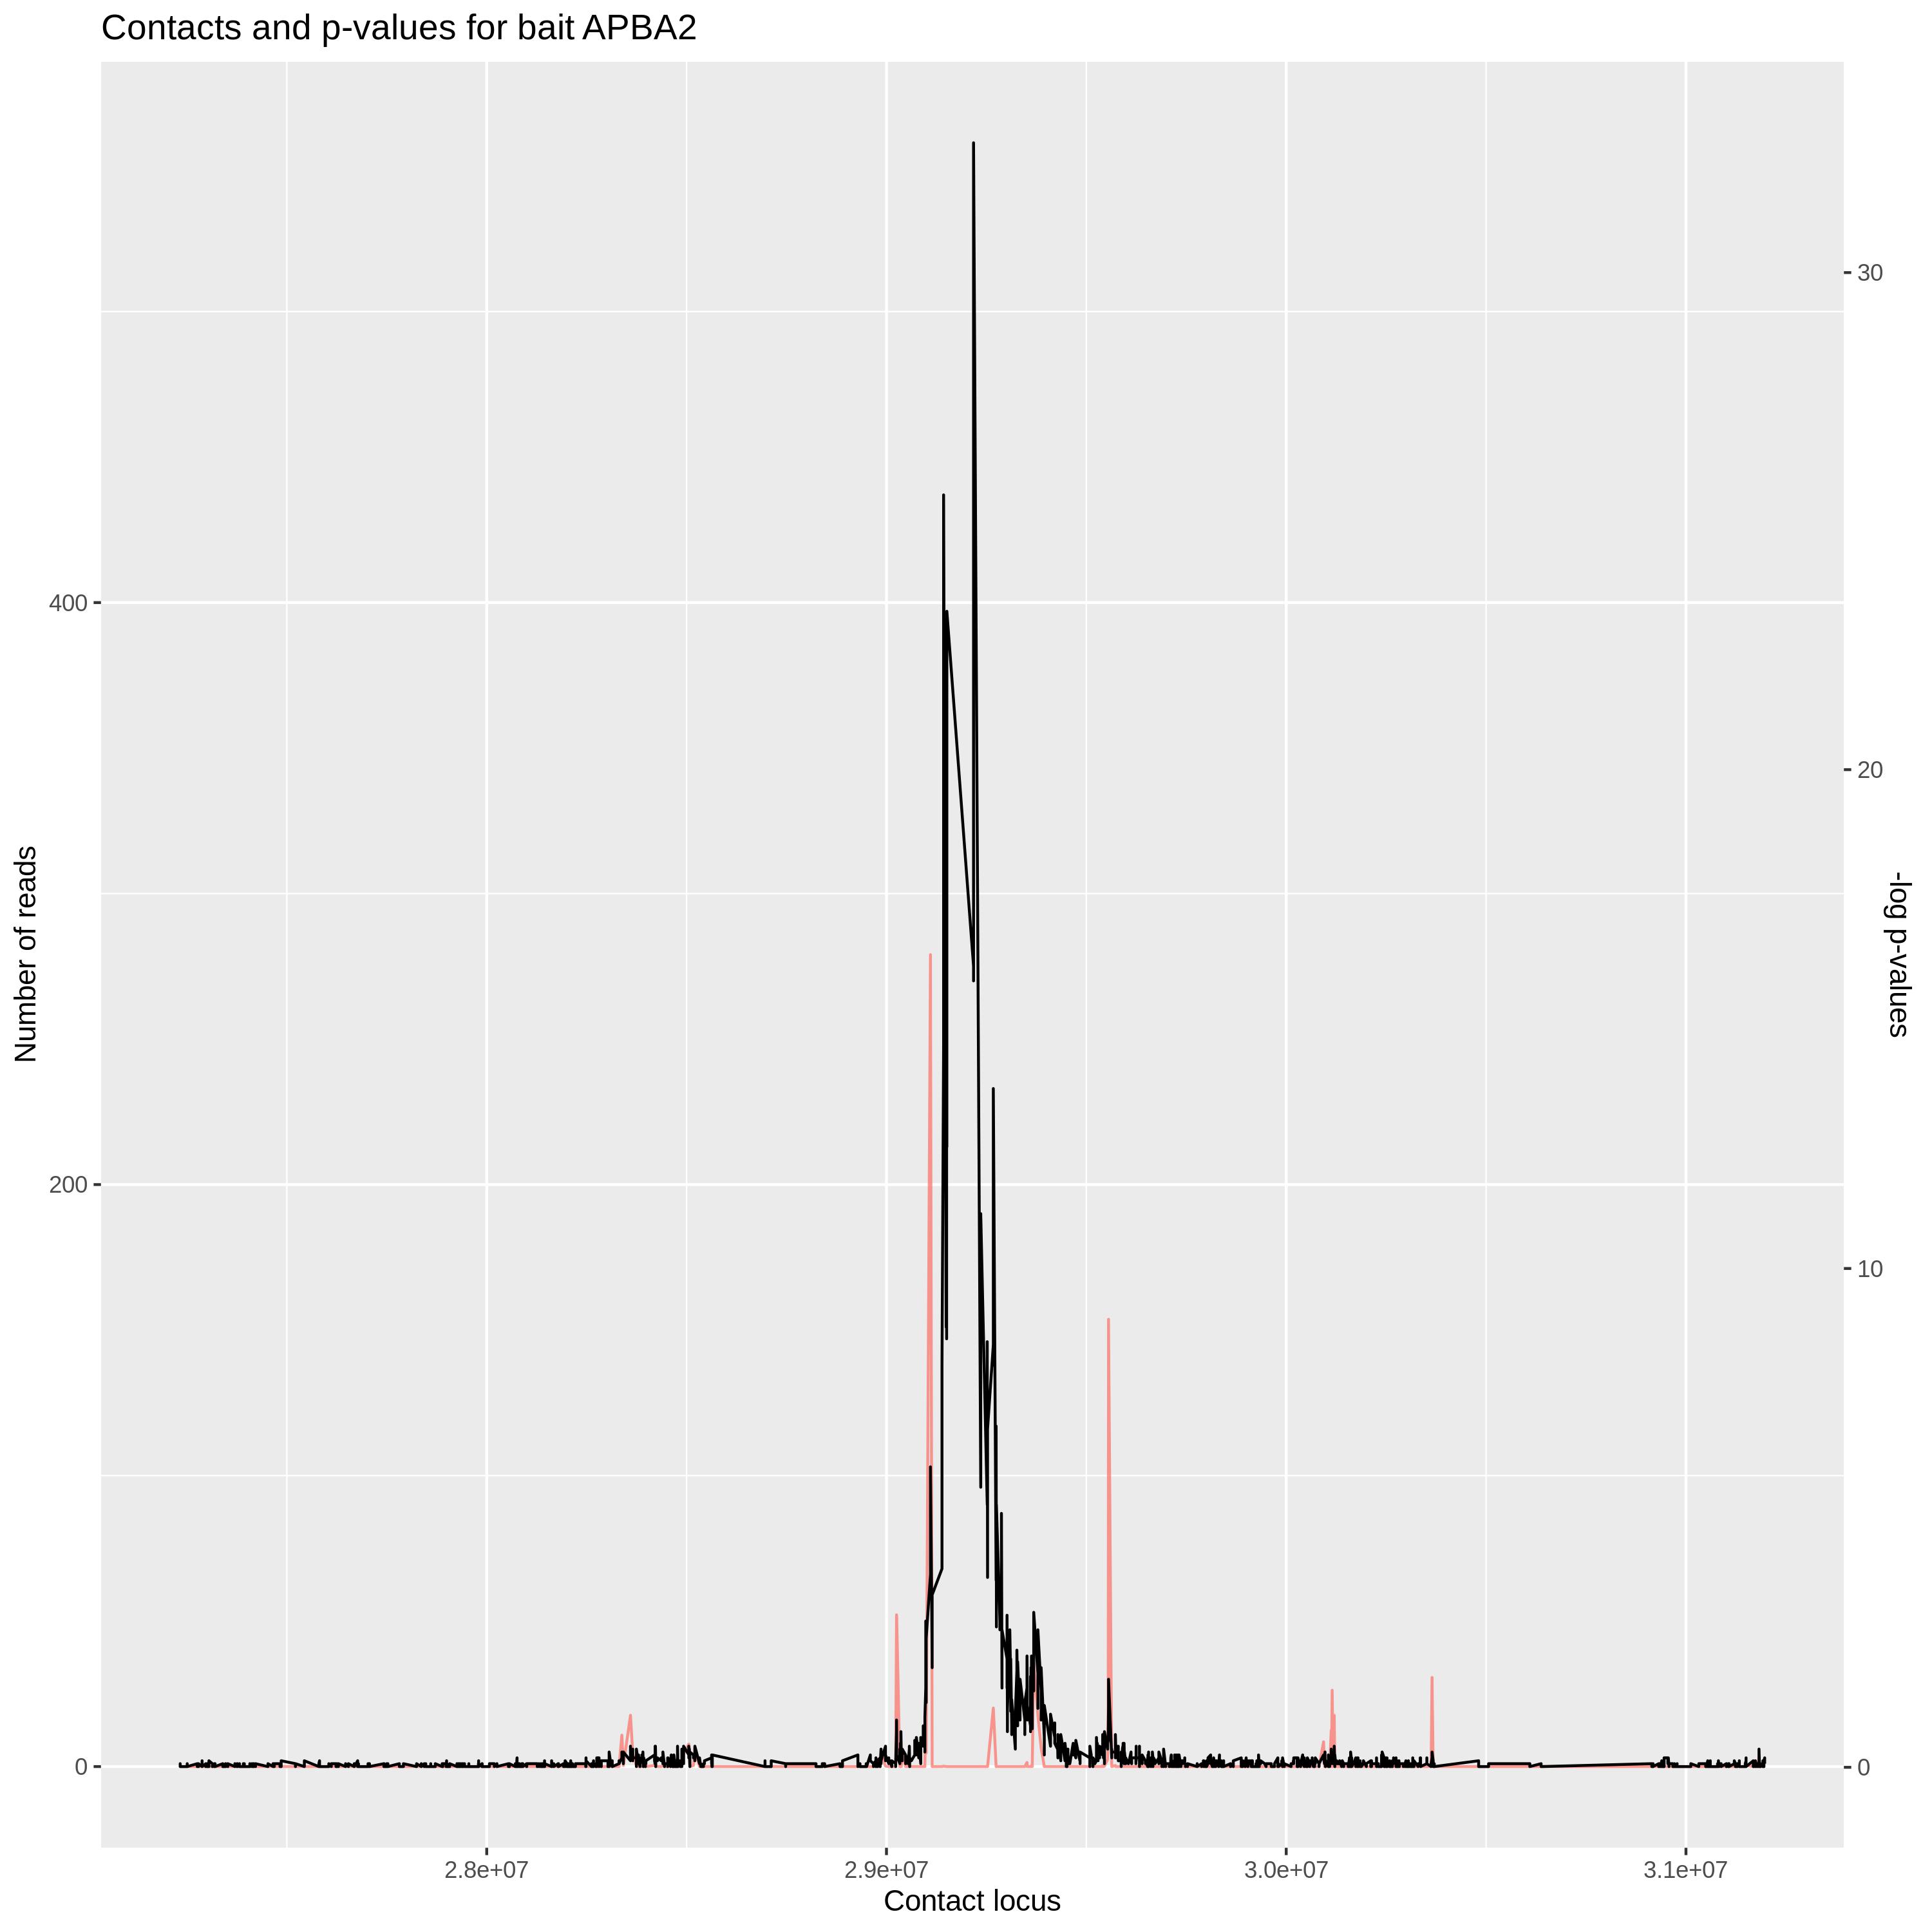 Contacts and p-values for bait APBA2
Number of reads
400
200
0
30
20
10
0
-log p-values
2.8e+07
2.9e+07
3.0e+07
3.1e+07
Contact locus